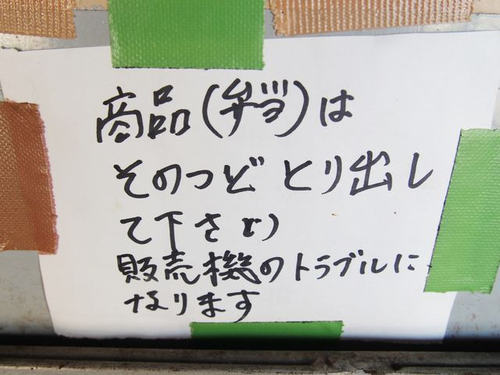 商品(弁当)は
そのつどとり出し
て下さい
販売機のトラブルに
なります